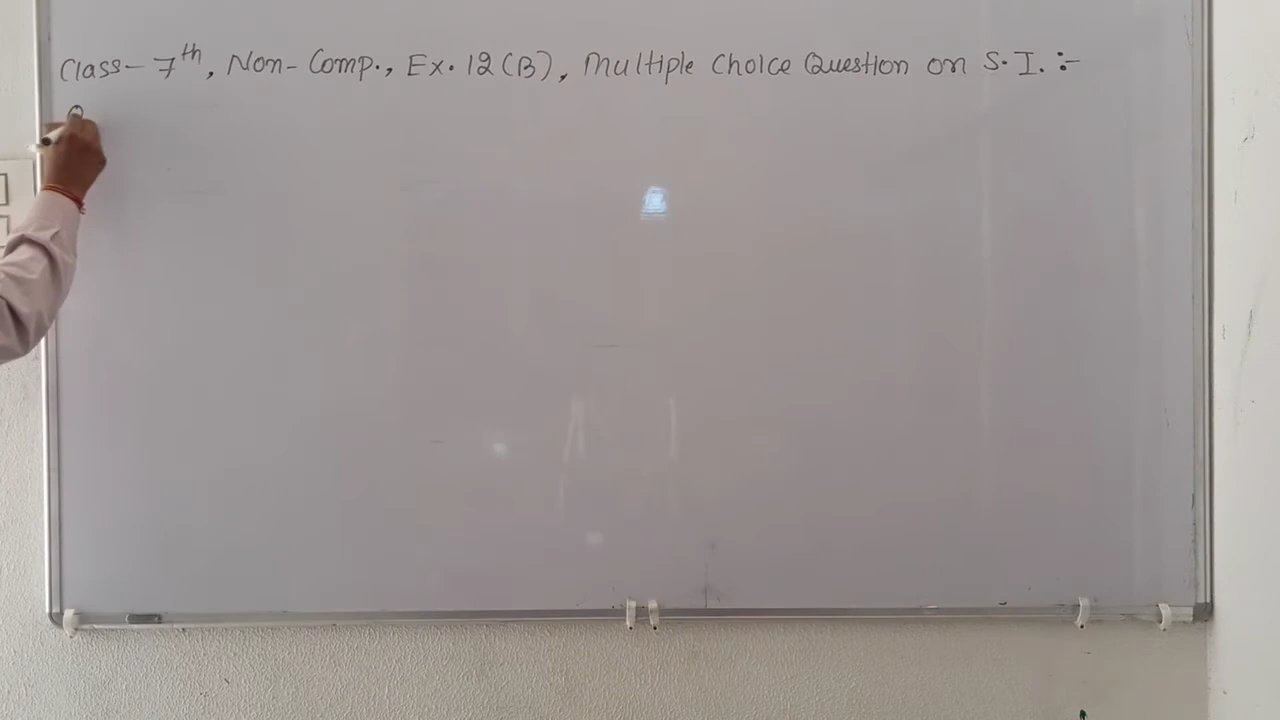 Class- 7th, Non- Comp., Ex. 12(B), Multiple Choice Question on S.I. :-